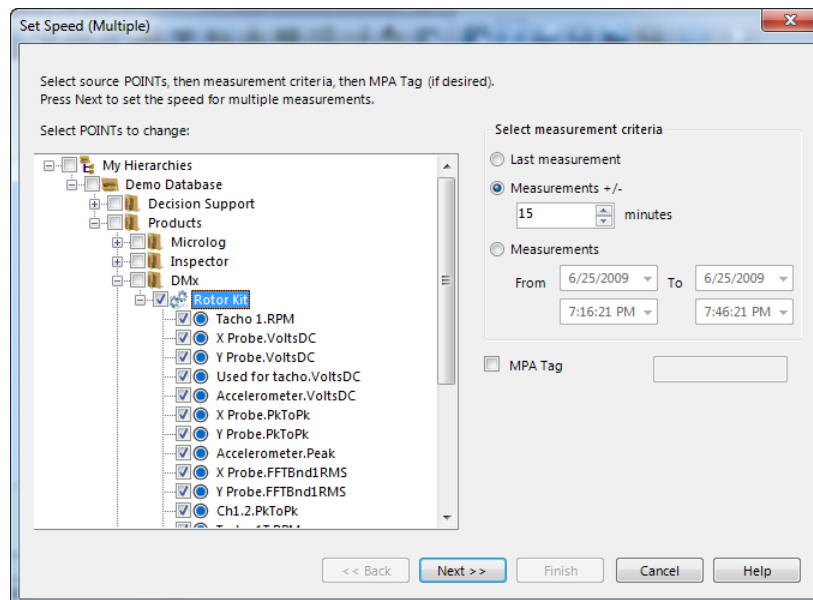 Set Speed (Multiple)
Select source POINTs, then measurement criteria, then MPA Tag (if desired).
Press Next to set the speed for multiple measurements.
Select POINTs to change:
My Hierarchies
Demo Database
Decision Support
Products
Microlog
Inspector
DMx
Rotor Kit
Tacho 1.RPM
X Probe.VoltsDC
Y Probe.VoltsDC
Used for tacho.VoltsDC
Accelerometer.VoltsDC
X Probe.PkToPk
Y Probe.PkToPk
Accelerometer.Peak
X Probe.FFTBnd1RMS
Y Probe.FFTBnd1RMS
Ch1.2.PkToPk
Select measurement criteria
Last measurement
Measurements +/-
15 minutes
Measurements
From 6/25/2009 To 6/25/2009
7:16:21 PM 7:46:21 PM
MPA Tag
<< Back Next >> Finish Cancel Help